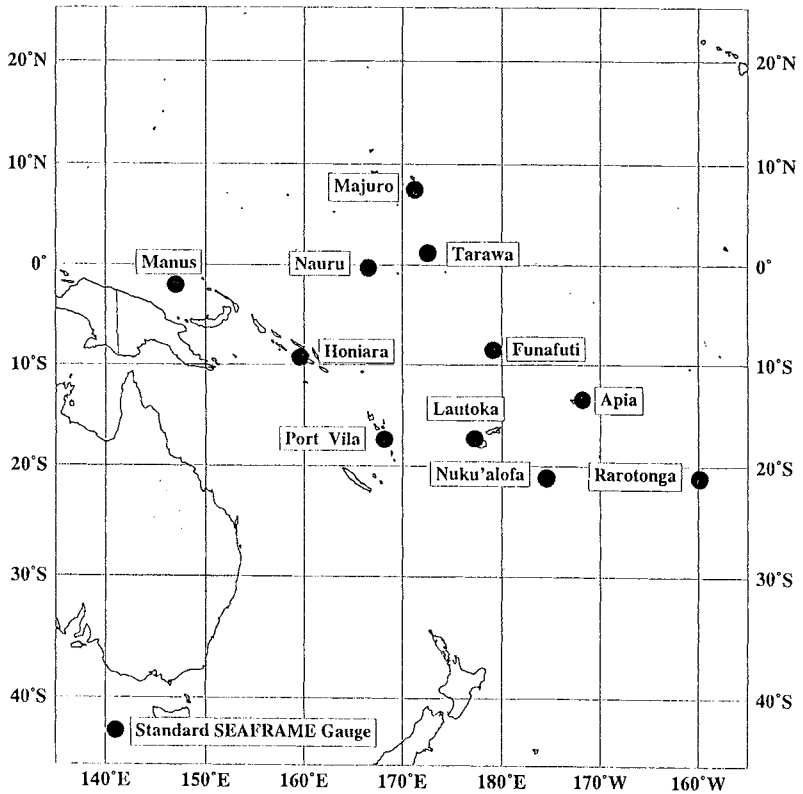 20°N
20°N
10°N
10°N
Majuro
Tarawa
Manus
Nauru
0°
0°
Honiara
Funafuti
10°S
10°S
Apia
Lautoka
Port Vila
20°S
20°S
Nuku'alofa
Rarotonga
30°S
30°S
40°S
40°S
Standard SEAFRAME Gauge
140°E
150°E
160°E
170°E
180°E
170°W
160°W